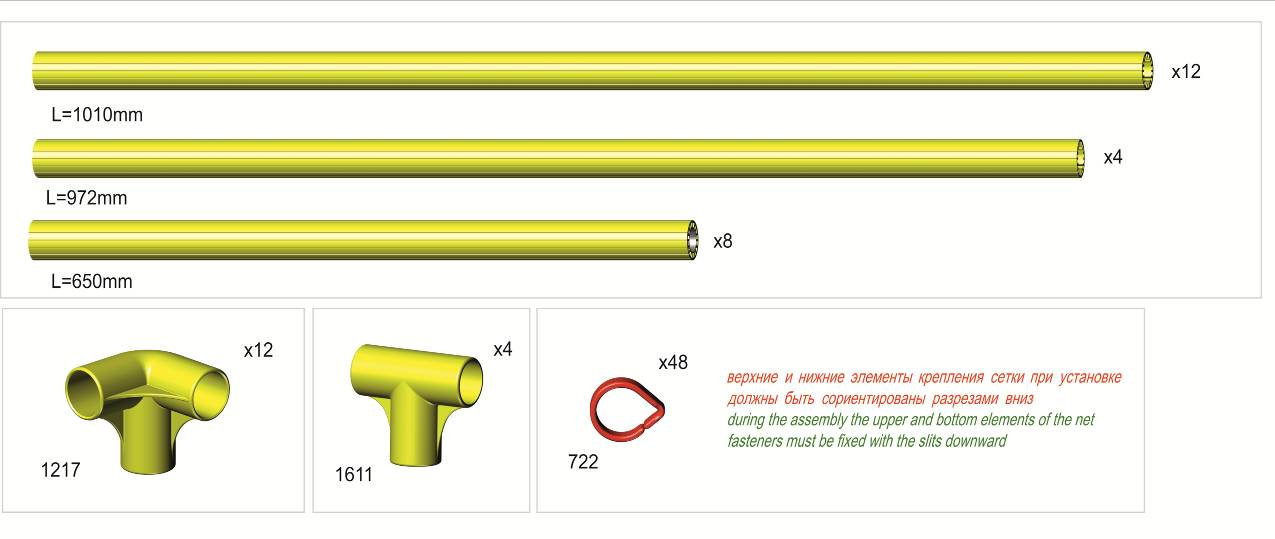 x12
L=1010mm
x4
L=972mm
x8
L=650mm
x12
1217
x4
1611
x48
722
верхние и нижние элементы крепления сетки при установке
должны быть сориентированы разрезами вниз
during the assembly the upper and bottom elements of the net
fasteners must be fixed with the slits downward